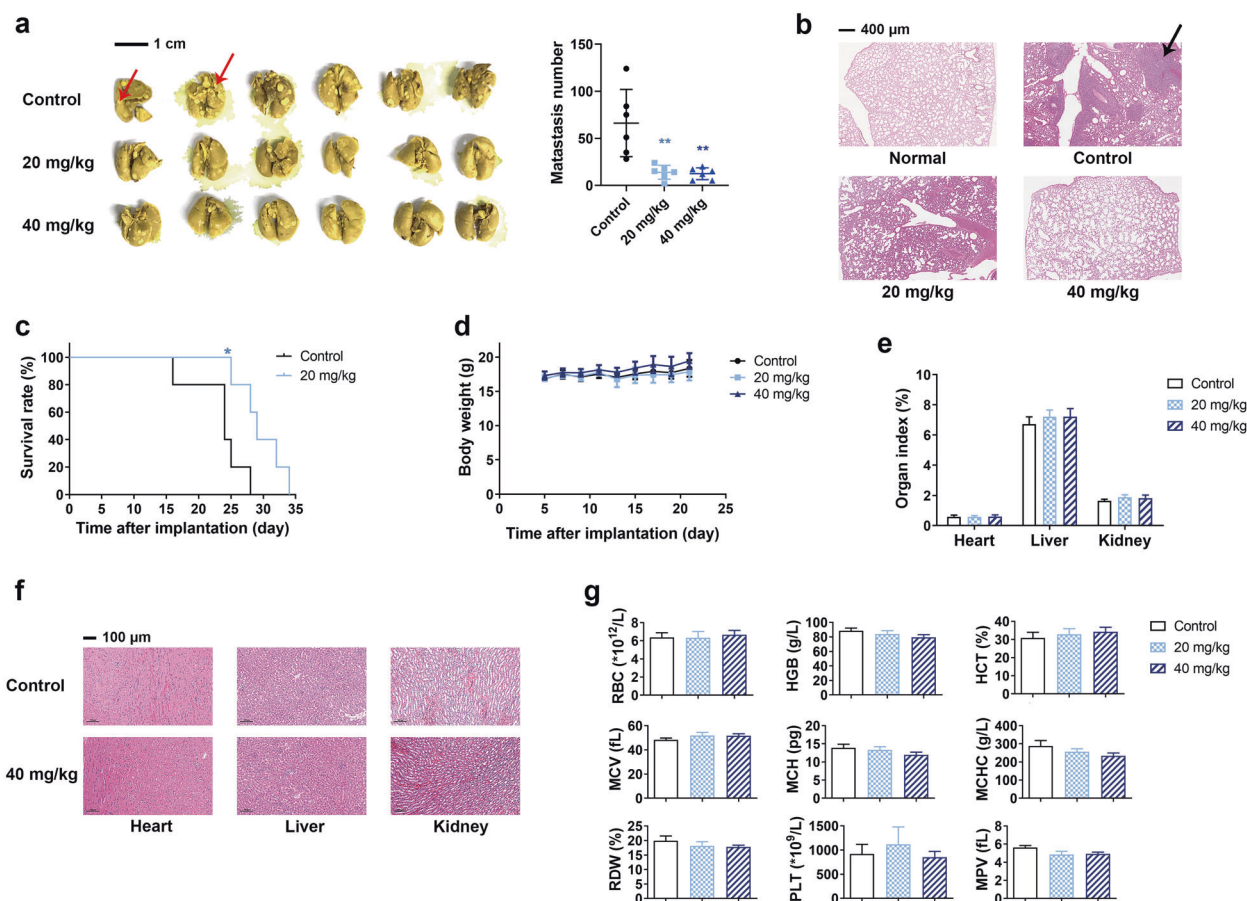 a
1 cm
Control
20 mg/kg
40 mg/kg
Matastasis number
150
100
50
0
Control
20 mg/kg
40 mg/kg
**
**
b
400 µm
Normal
Control
20 mg/kg
40 mg/kg
c
Survival rate (%)
100
80
60
40
20
0
0 5 10 15 20 25 30 35
Time after implantation (day)
*
Control
20 mg/kg
d
Body weight (g)
20
15
10
5
0
0 5 10 15 20 25
Time after implantation (day)
Control
20 mg/kg
40 mg/kg
e
Organ index (%)
10
8
6
4
2
0
Heart Liver Kidney
Control
20 mg/kg
40 mg/kg
f
100 µm
Control
40 mg/kg
Heart Liver Kidney
g
RBC (*10¹²/L)
8
6
4
2
0
HGB (g/L)
100
80
60
40
20
0
HCT (%)
40
30
20
10
0
Control
20 mg/kg
40 mg/kg
MCV (fL)
60
40
20
0
MCH (pg)
20
15
10
5
0
MCHC (g/L)
400
300
200
100
0
RDW (%)
25
20
15
10
5
0
PLT (*10⁹/L)
1500
1000
500
0
MPV (fL)
8
6
4
2
0